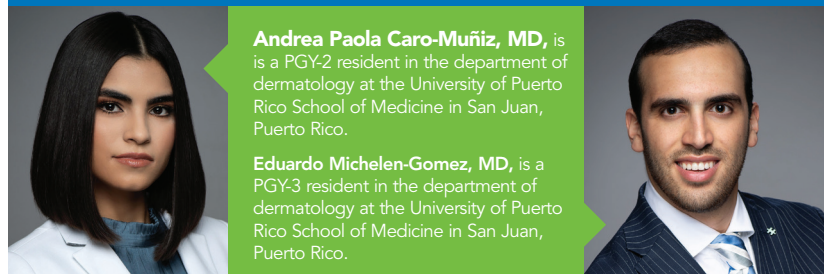 Andrea Paola Caro-Muñiz, MD, is
is a PGY-2 resident in the department of
dermatology at the University of Puerto
Rico School of Medicine in San Juan,
Puerto Rico.
Eduardo Michelen-Gomez, MD, is a
PGY-3 resident in the department of
dermatology at the University of Puerto
Rico School of Medicine in San Juan,
Puerto Rico.